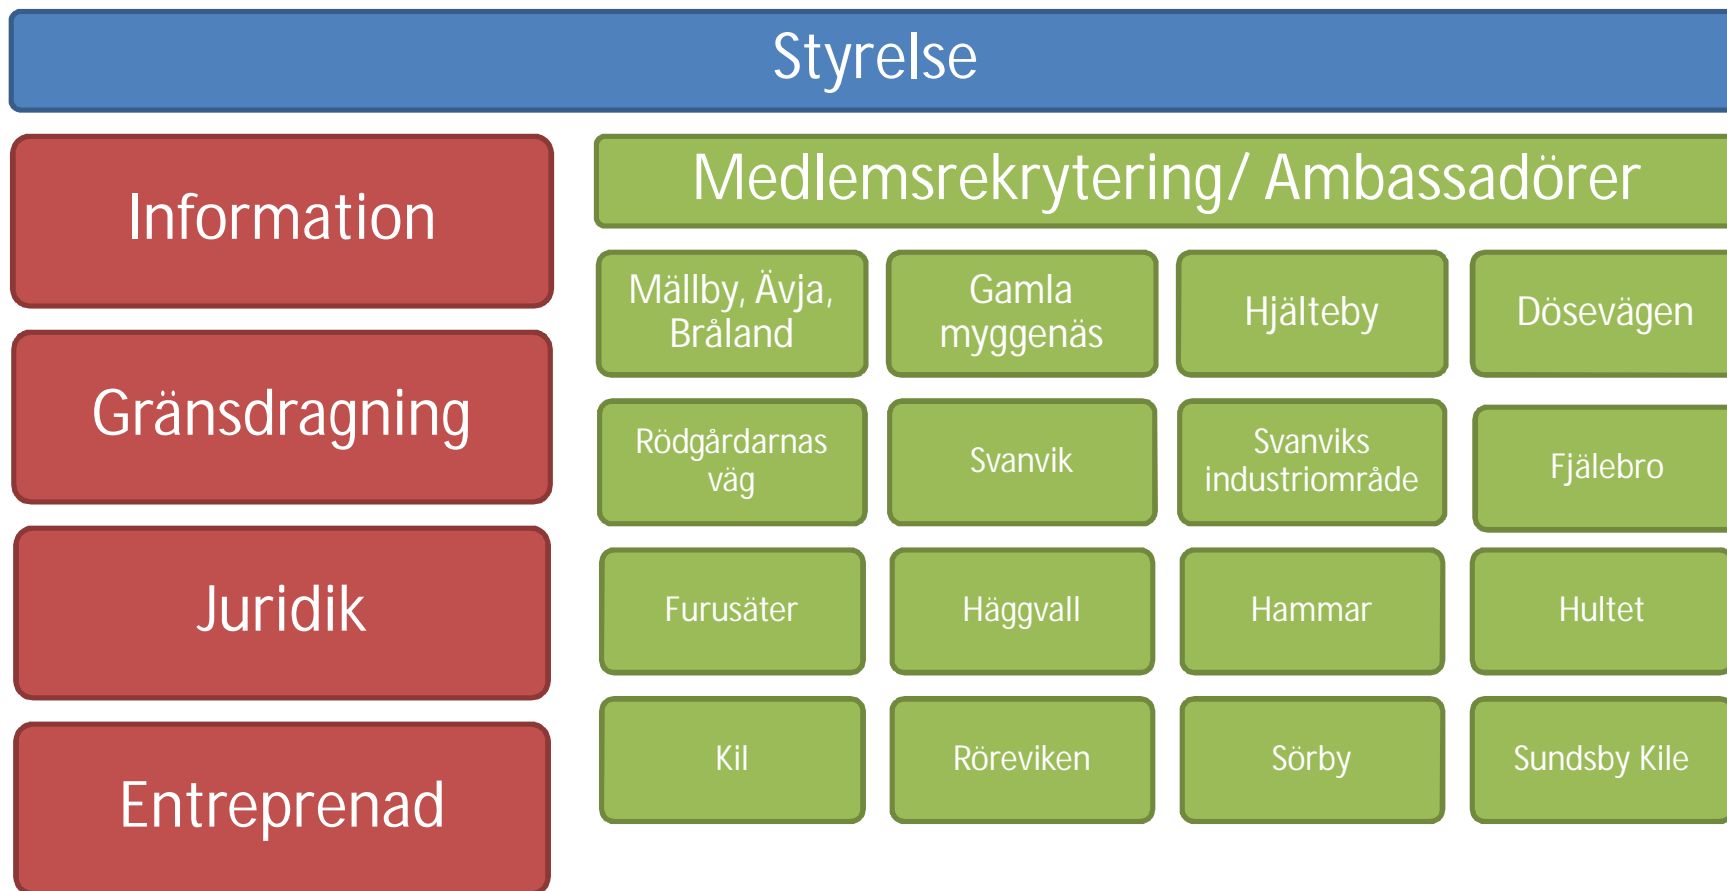 Styrelse
Information
Gränsdragning
Juridik
Entreprenad
Medlemsrekrytering/ Ambassadörer
Mällby, Ävja,
Bråland
Gamla
myggenäs
Hjälteby
Dösevägen
Rödgårdarnas
väg
Svanvik
Svanviks
industriområde
Fjälebro
Furusäter
Häggvall
Hammar
Hultet
Kil
Röreviken
Sörby
Sundsby Kile